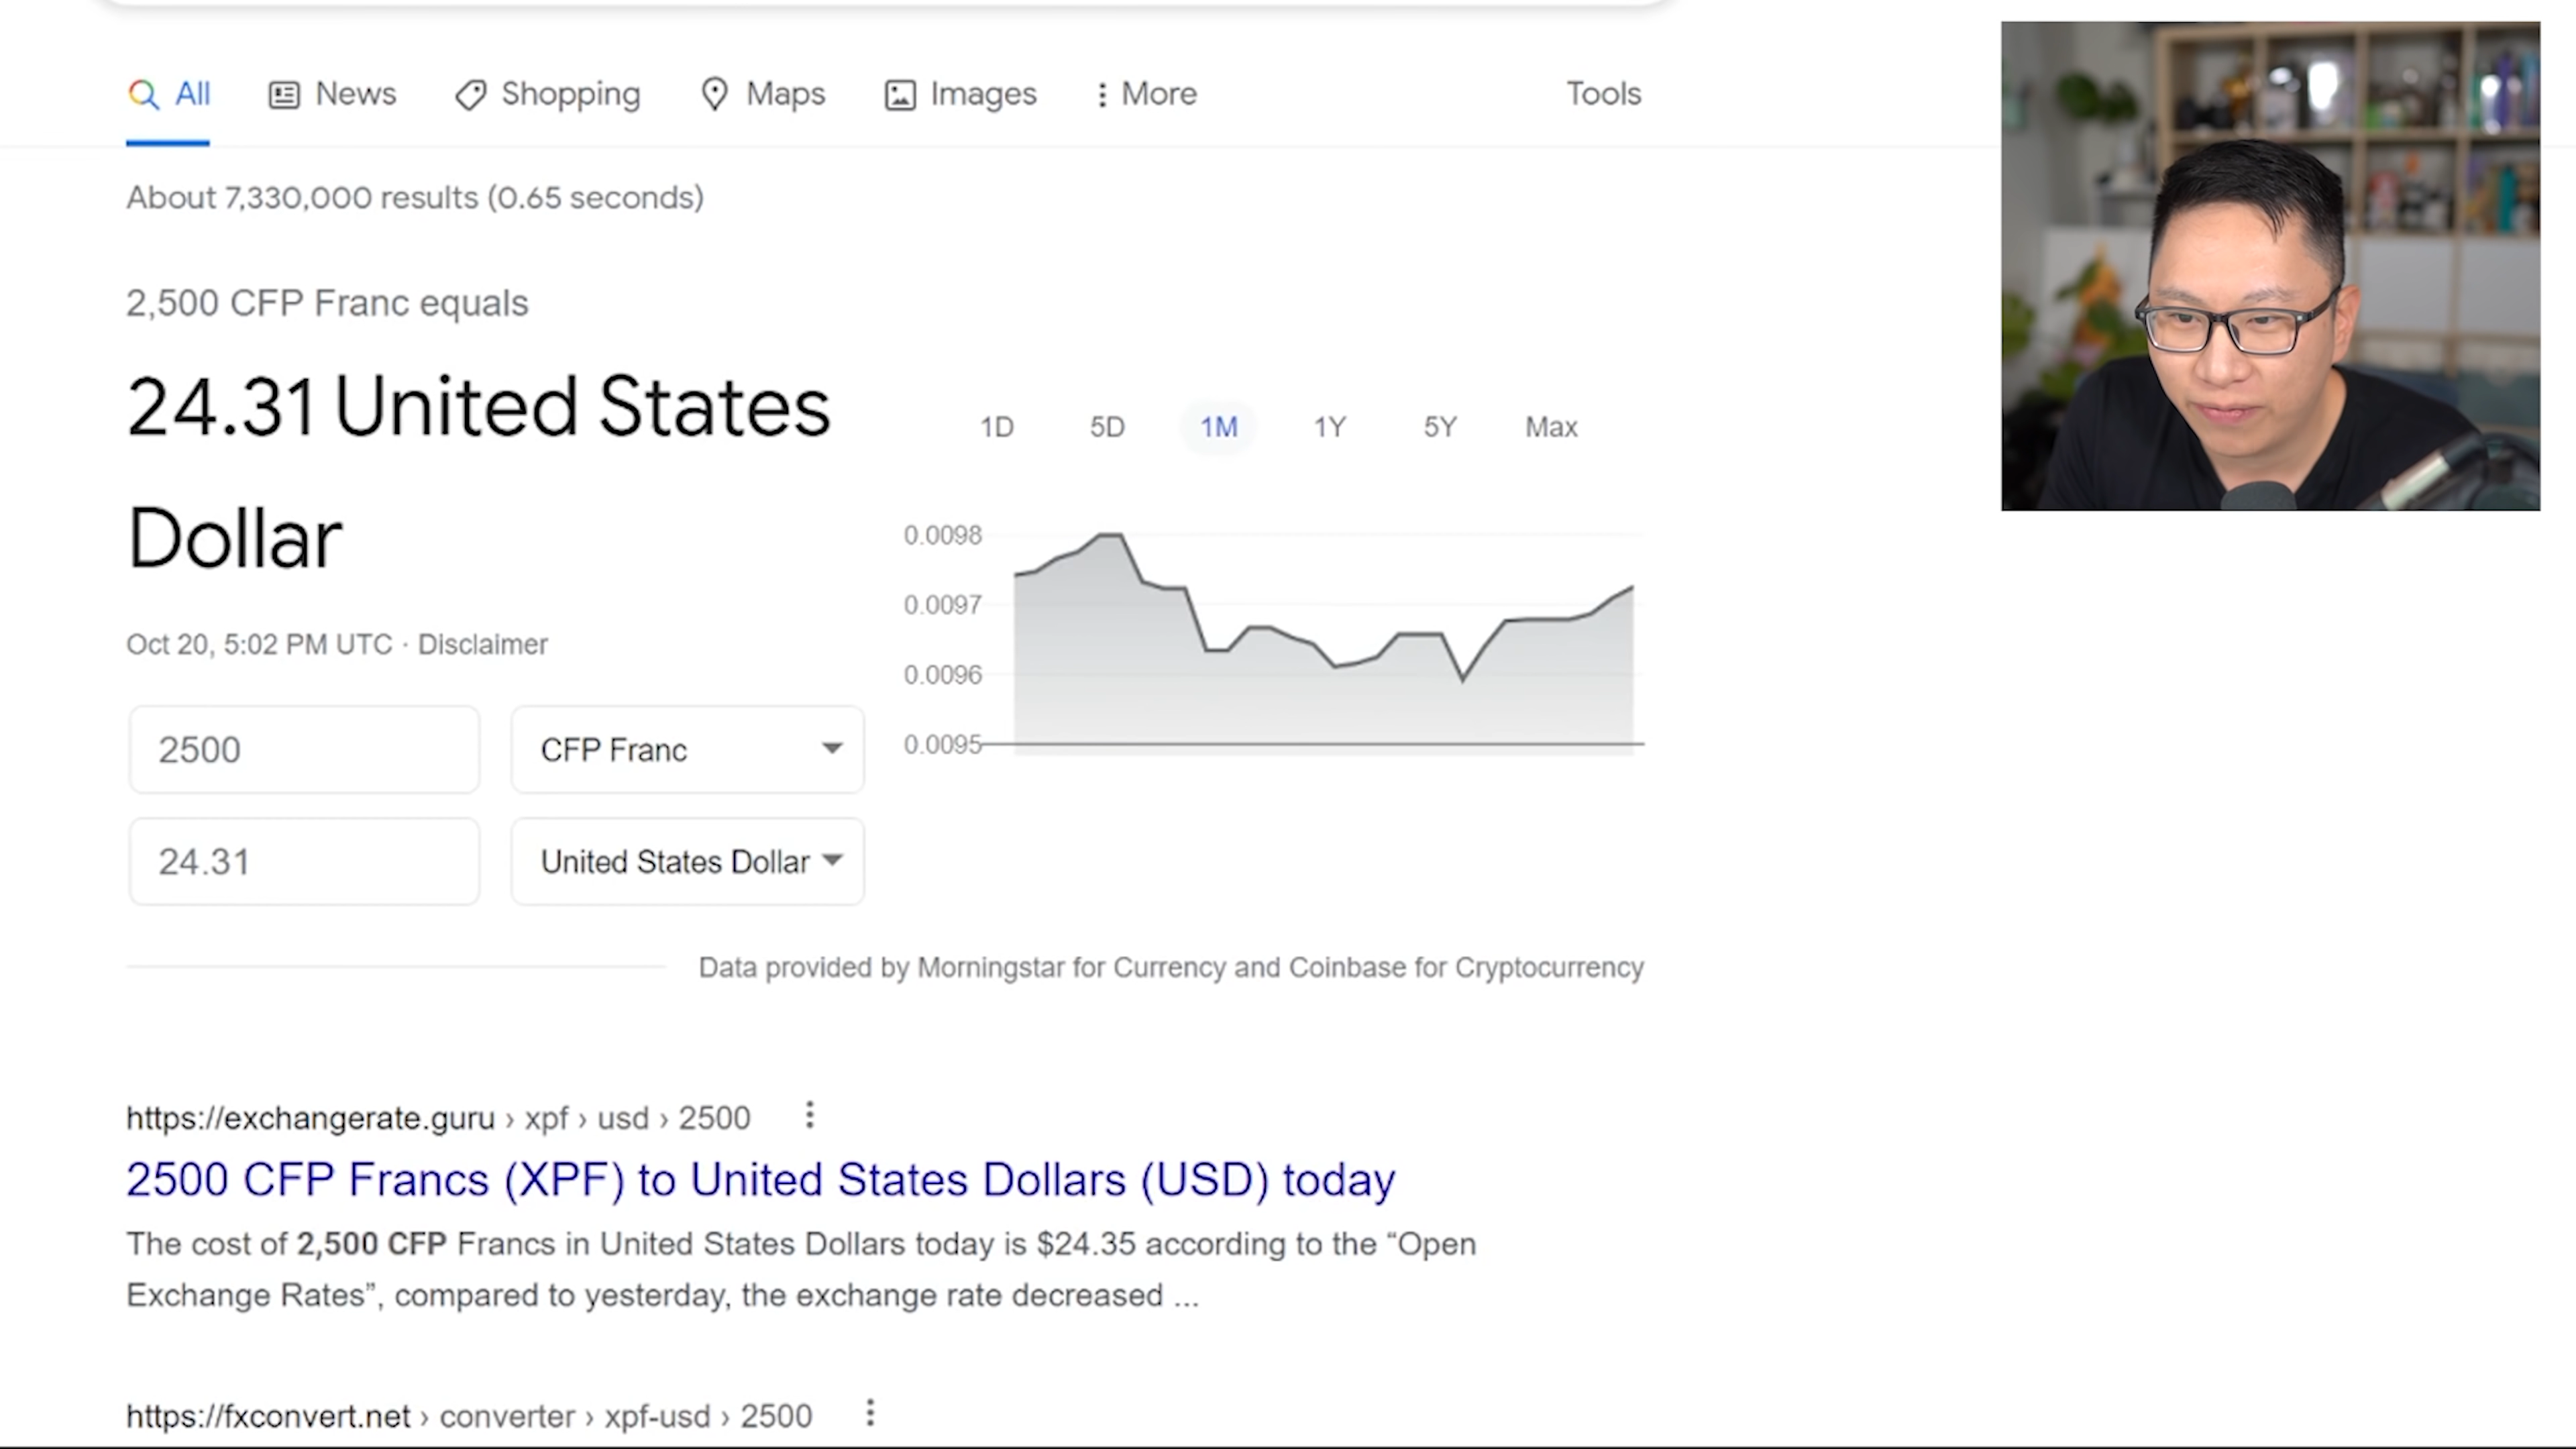 All News Shopping Maps Images More Tools
About 7,330,000 results (0.65 seconds)
2,500 CFP Franc equals
24.31 United States
Dollar
Oct 20, 5:02 PM UTC · Disclaimer
2500 CFP Franc
24.31 United States Dollar
1D 5D 1M 1Y 5Y Max
0.0098
0.0097
0.0096
0.0095
Data provided by Morningstar for Currency and Coinbase for Cryptocurrency
https://exchangerate.guru › xpf › usd › 2500
2500 CFP Francs (XPF) to United States Dollars (USD) today
The cost of 2,500 CFP Francs in United States Dollars today is $24.35 according to the “Open
Exchange Rates”, compared to yesterday, the exchange rate decreased ...
https://fxconvert.net › converter › xpf-usd › 2500